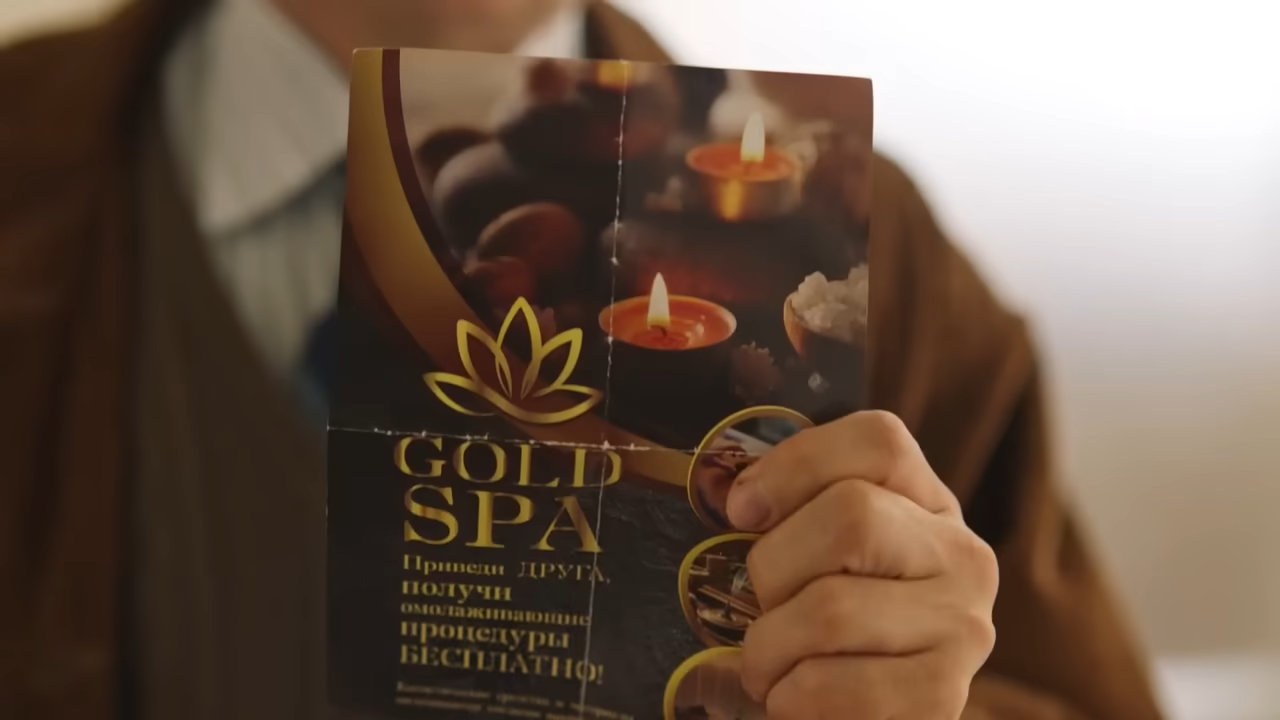 GOLD
SPA
Приведи ДРУГА,
получи
омолаживающие
процедуры
БЕСПЛАТНО!